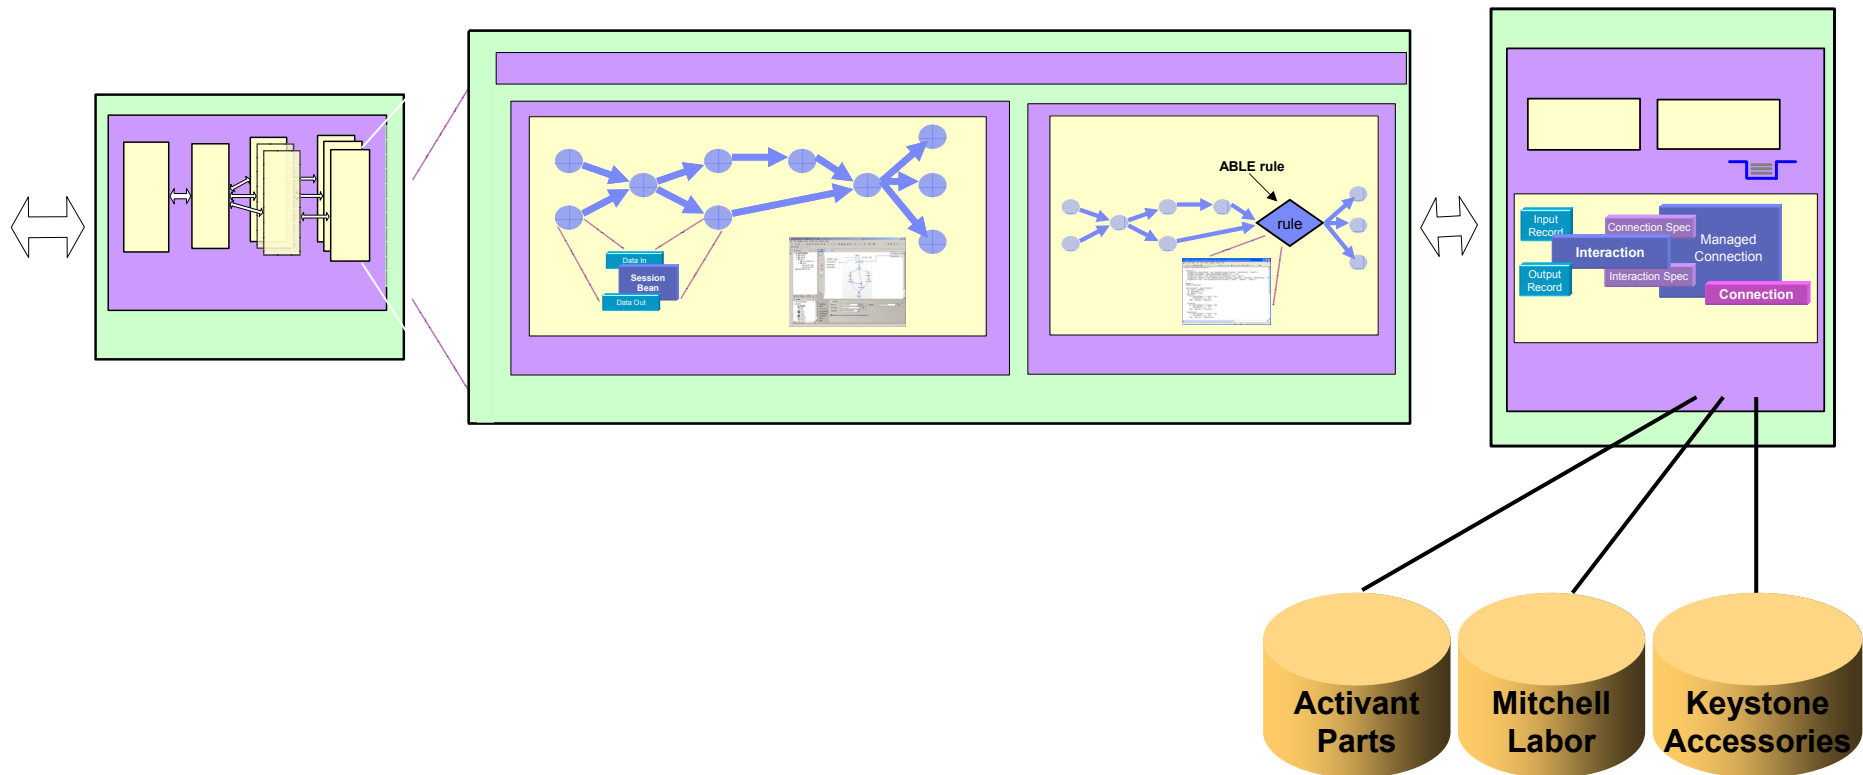 ABLE rule
rule
Data In
Session
Bean
Data Out
Input
Record
Connection Spec
Managed
Connection
Interaction
Output
Record
Interaction Spec
Connection
Activant
Parts
Mitchell
Labor
Keystone
Accessories